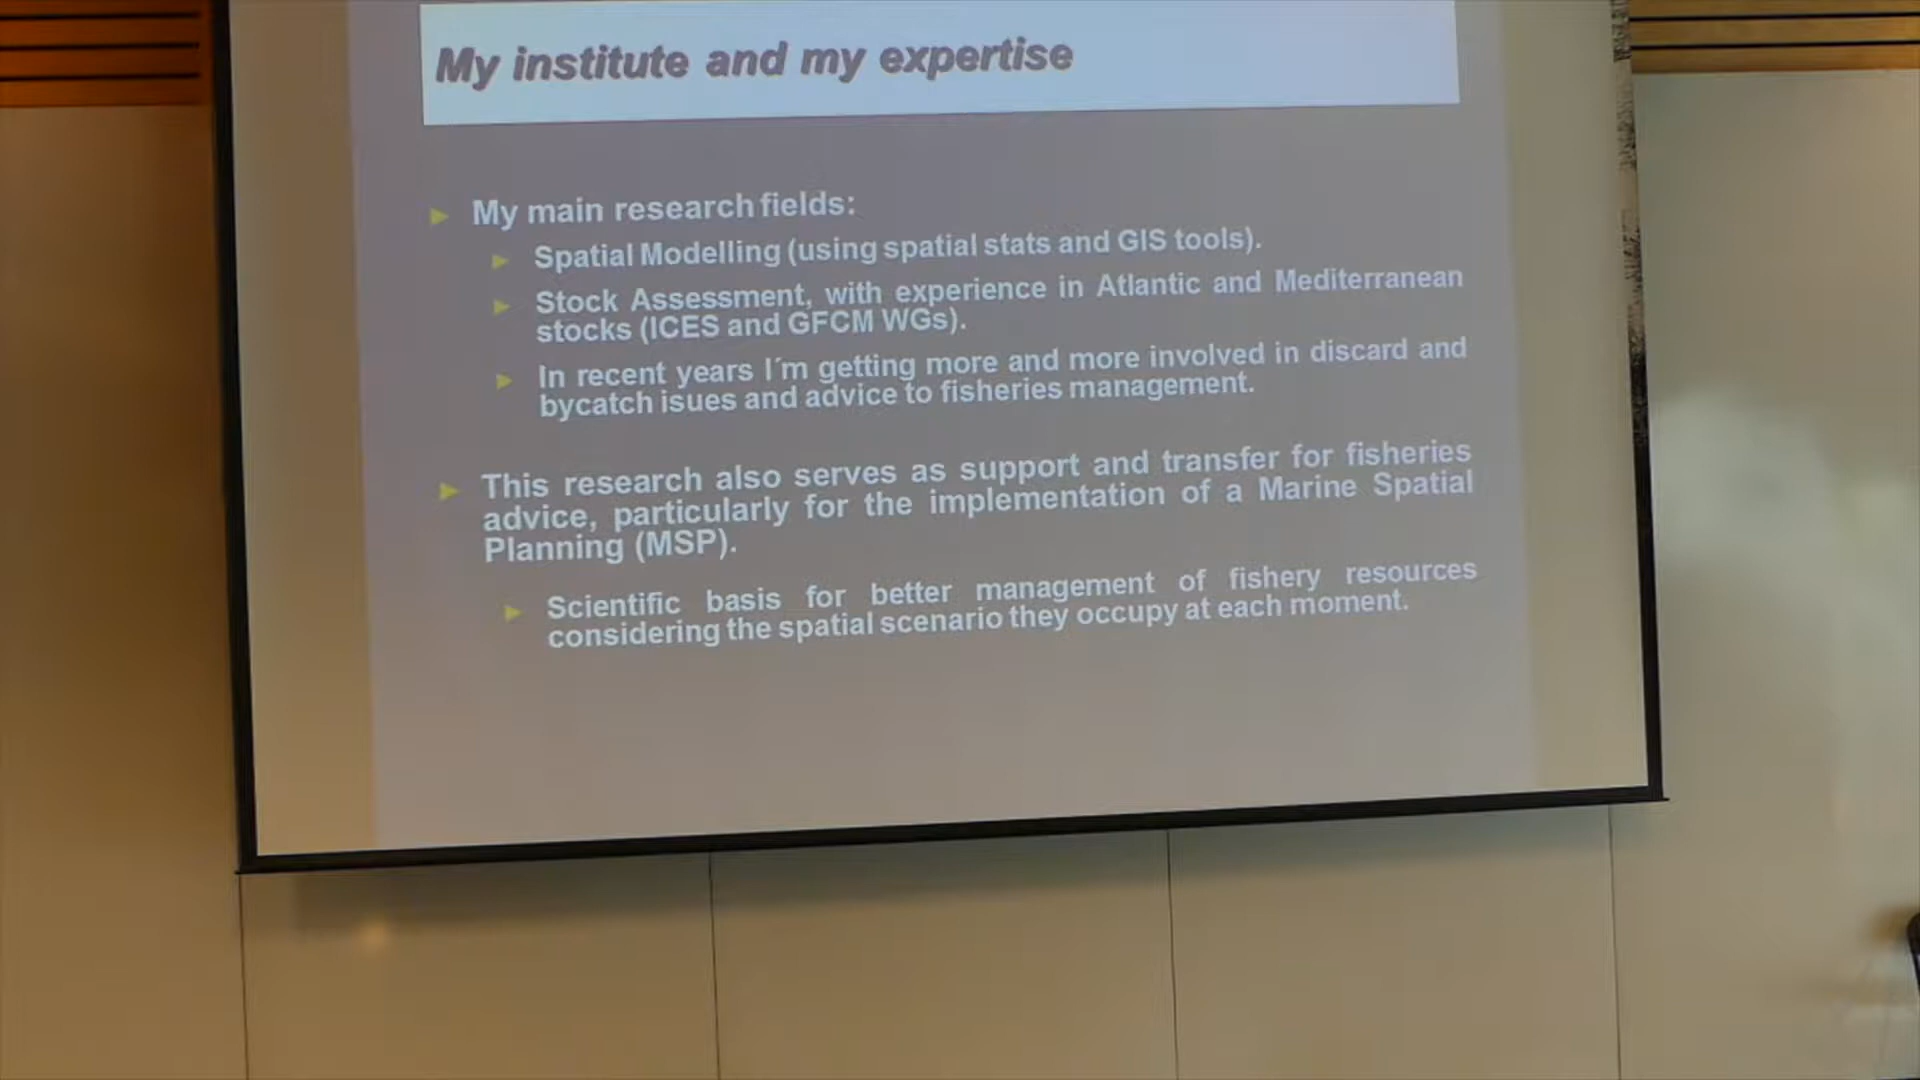 My institute and my expertise
My main research fields:
Spatial Modelling (using spatial stats and GIS tools).
Stock Assessment, with experience in Atlantic and Mediterranean
stocks (ICES and GFCM WGs).
In recent years I´m getting more and more involved in discard and
bycatch isues and advice to fisheries management.
This research also serves as support and transfer for fisheries
advice, particularly for the implementation of a Marine Spatial
Planning (MSP).
Scientific basis for better management of fishery resources
considering the spatial scenario they occupy at each moment.